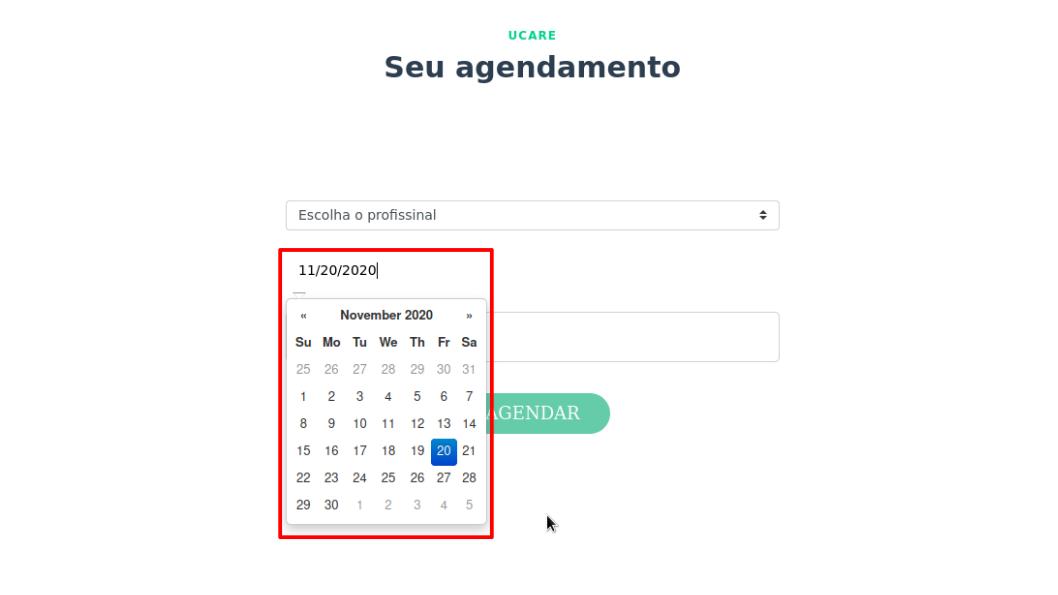 UCARE
Seu agendamento
Escolha o profissinal
11/20/2020
« November 2020 »
Su Mo Tu We Th Fr Sa
25 26 27 28 29 30 31
1 2 3 4 5 6 7
8 9 10 11 12 13 14
15 16 17 18 19 20 21
22 23 24 25 26 27 28
29 30 1 2 3 4 5
AGENDAR